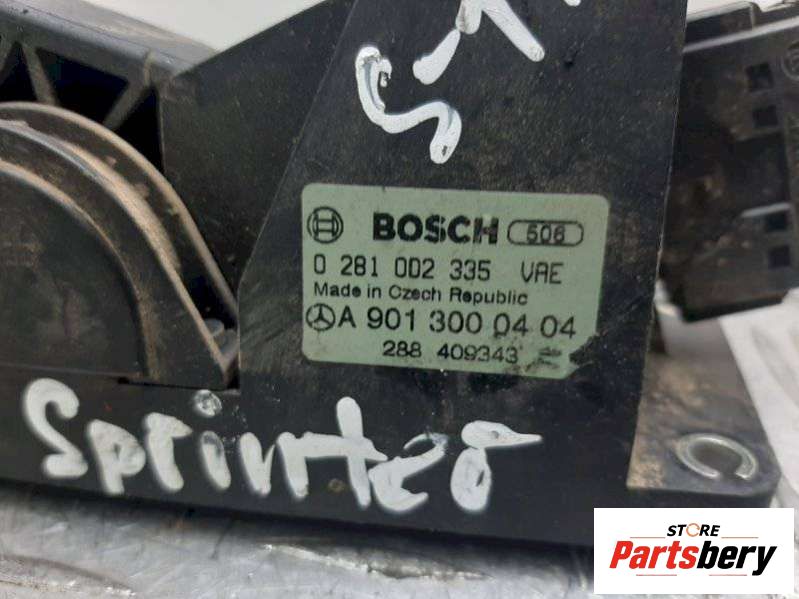 BOSCH 506
0 281 002 335 VAE
Made in Czech Republic
A 901 300 04 04
288 409343
Sprinter
STORE
Partsbery